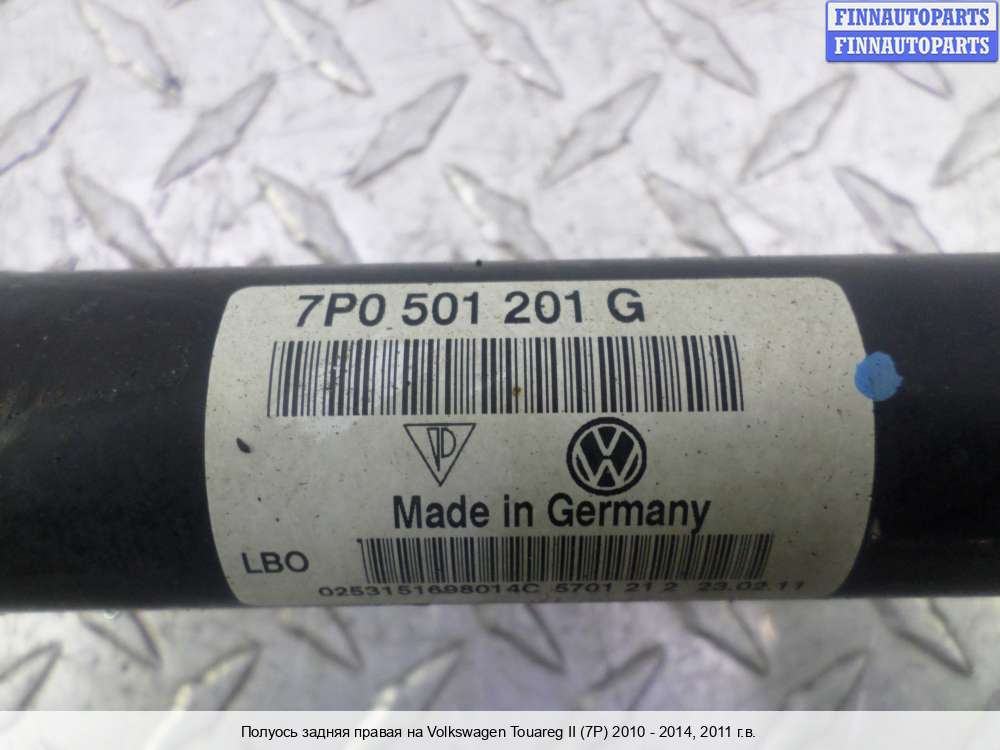 FINNAUTOPARTS
FINNAUTOPARTS
7P0 501 201 G
Made in Germany
LBO
0253151698014C 5701 21 2 23.02.11
Полуось задняя правая на Volkswagen Touareg II (7P) 2010 - 2014, 2011 г.в.